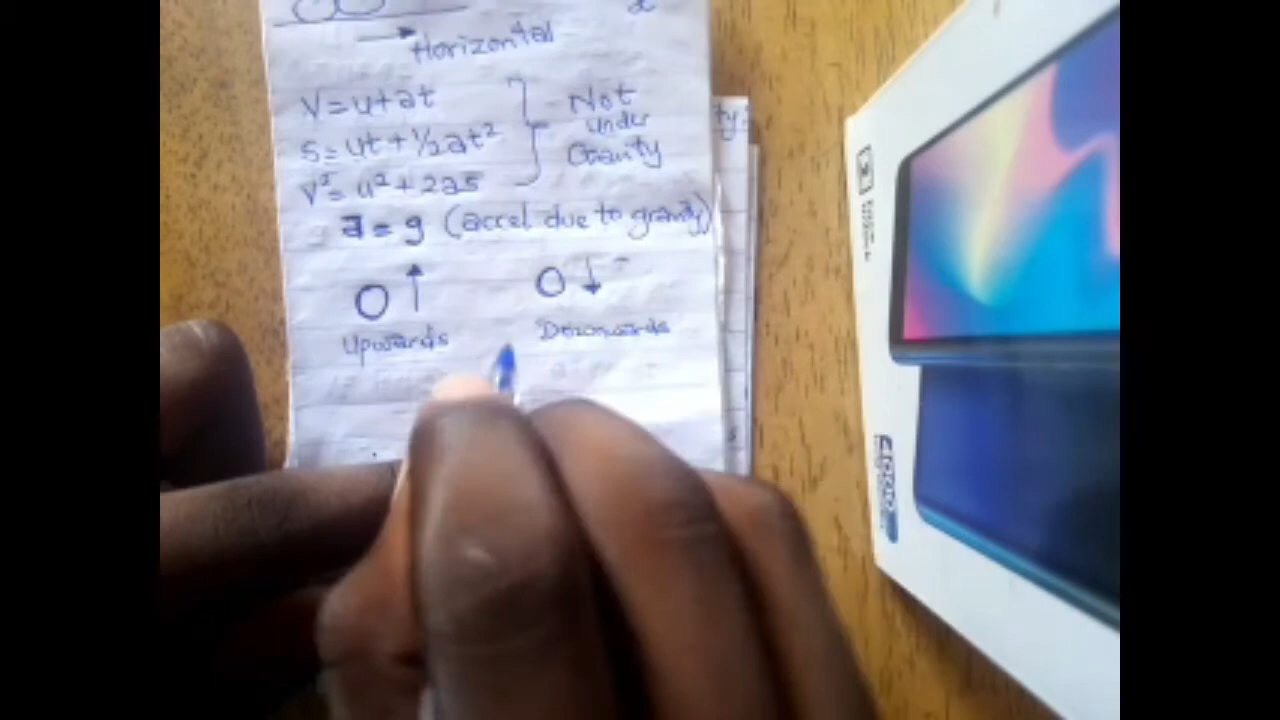 Horizontal
V=u+at
S=ut+½at²
V²=u²+2as
Not
Under
Gravity
a=g (accel due to gravity)
Upwards
Downwards